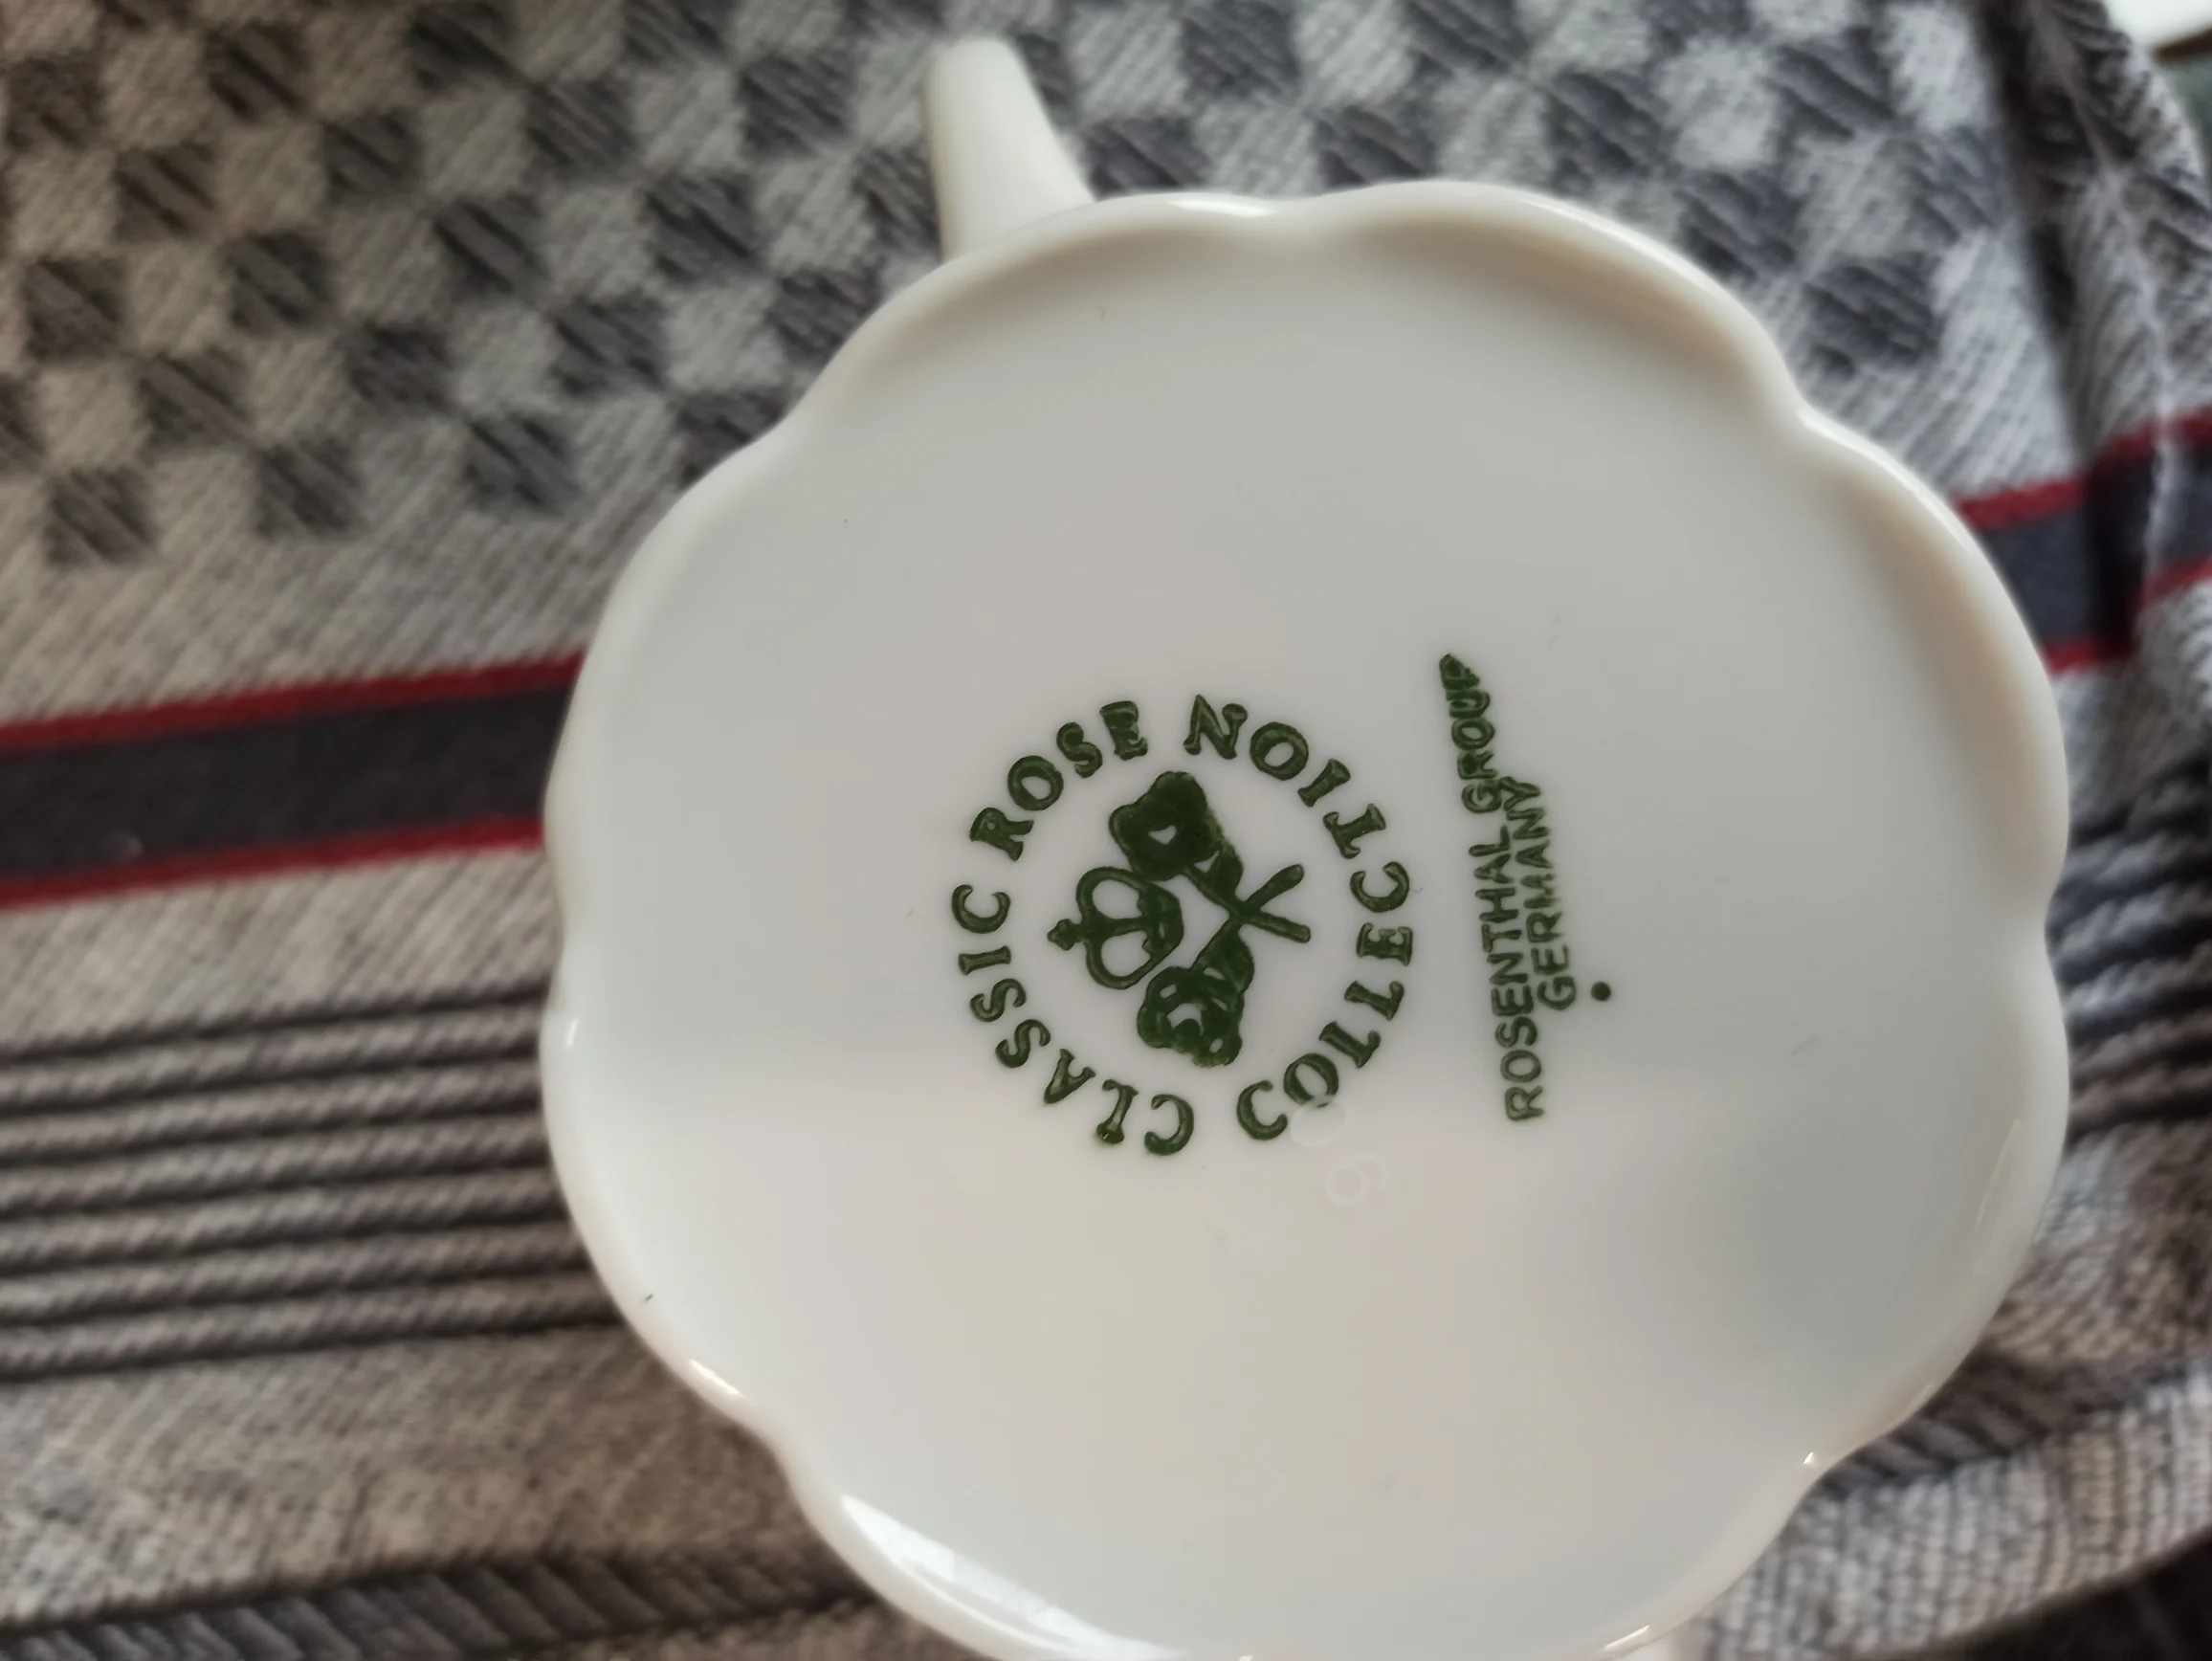 CLASSIC ROSE
COLLECTION
ROSENTHAL GROUP
GERMANY